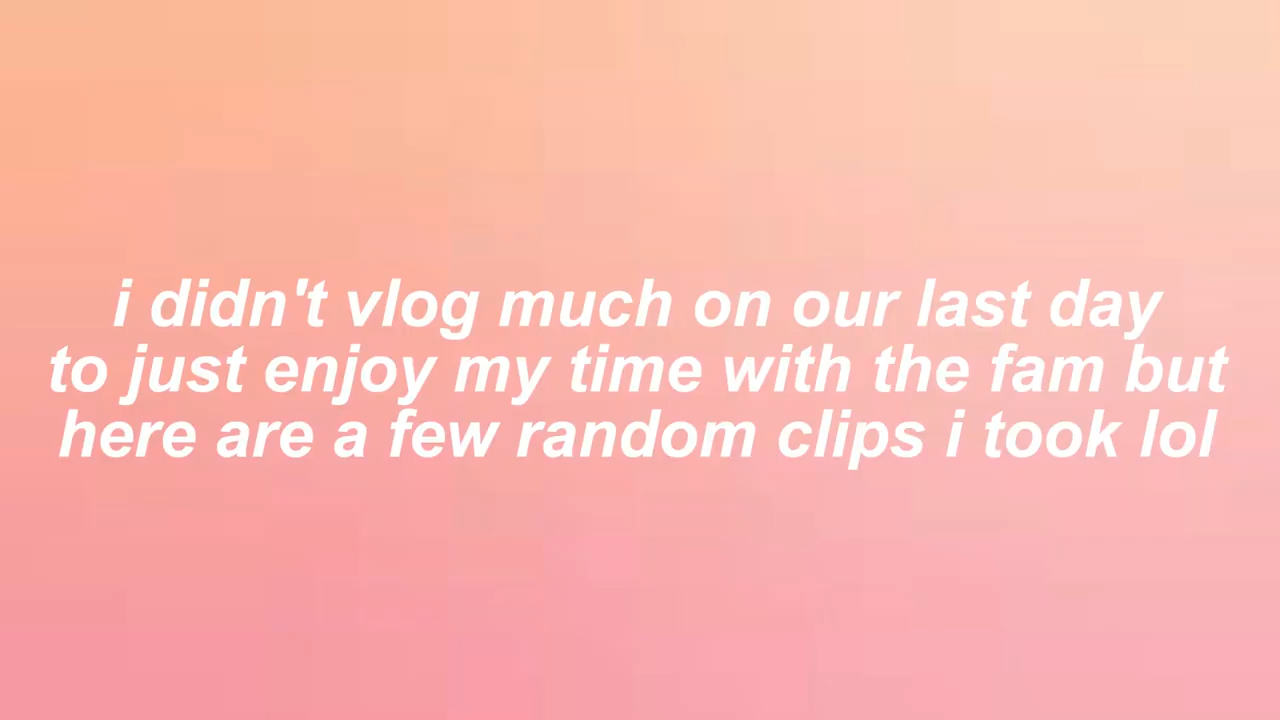 i didn't vlog much on our last day
to just enjoy my time with the fam but
here are a few random clips i took lol